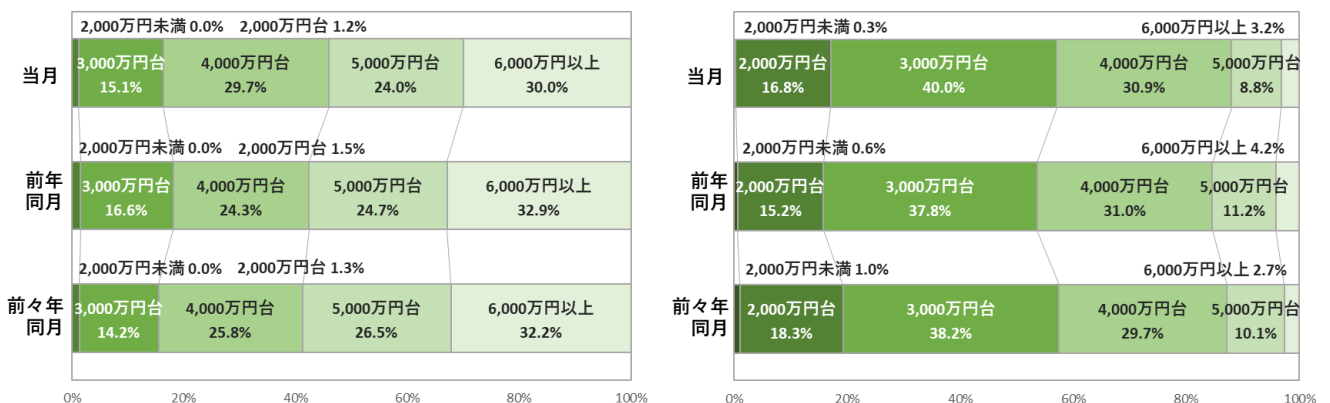 2,000万円未満 0.0% 2,000万円台 1.2%
当月
3,000万円台 4,000万円台 5,000万円台 6,000万円以上
15.1% 29.7% 24.0% 30.0%
2,000万円未満 0.0% 2,000万円台 1.5%
前年
同月
3,000万円台 4,000万円台 5,000万円台 6,000万円以上
16.6% 24.3% 24.7% 32.9%
2,000万円未満 0.0% 2,000万円台 1.3%
前々年
同月
3,000万円台 4,000万円台 5,000万円台 6,000万円以上
14.2% 25.8% 26.5% 32.2%
0% 20% 40% 60% 80% 100%
2,000万円未満 0.3% 6,000万円以上 3.2%
当月
2,000万円台 3,000万円台 4,000万円台 5,000万円台
16.8% 40.0% 30.9% 8.8%
2,000万円未満 0.6% 6,000万円以上 4.2%
前年
同月
2,000万円台 3,000万円台 4,000万円台 5,000万円台
15.2% 37.8% 31.0% 11.2%
2,000万円未満 1.0% 6,000万円以上 2.7%
前々年
同月
2,000万円台 3,000万円台 4,000万円台 5,000万円台
18.3% 38.2% 29.7% 10.1%
0% 20% 40% 60% 80% 100%